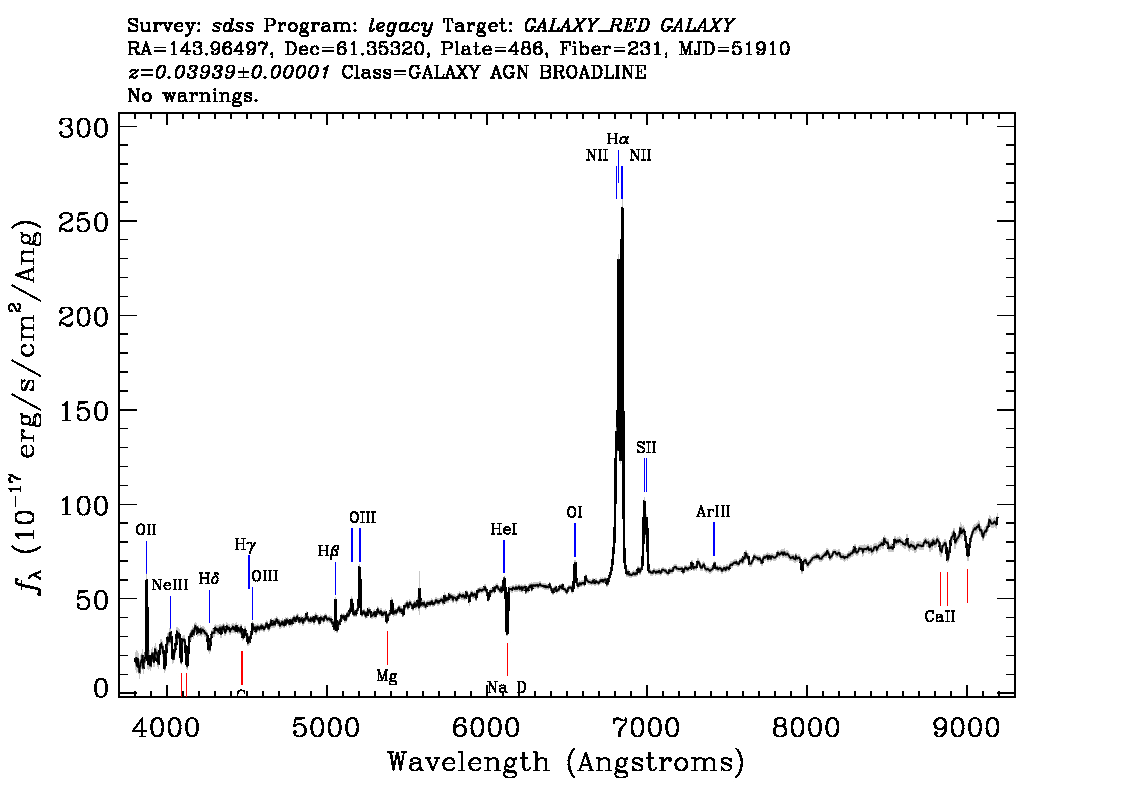 Survey: sdss Program: legacy Target: GALAXY_RED GALAXY
RA=143.96497, Dec=61.35320, Plate=486, Fiber=231, MJD=51910
z=0.03939±0.00001 Class=GALAXY AGN BROADLINE
No warnings.
300
250
200
150
100
50
0
fλ (10⁻¹⁷ erg/s/cm²/Ang)
Hα
NII NII
SII
OII
NeIII
Hδ
Hγ
OIII
Hβ
OIII
HeI
OI
ArIII
Mg
Na D
CaII
4000 5000 6000 7000 8000 9000
Wavelength (Angstroms)